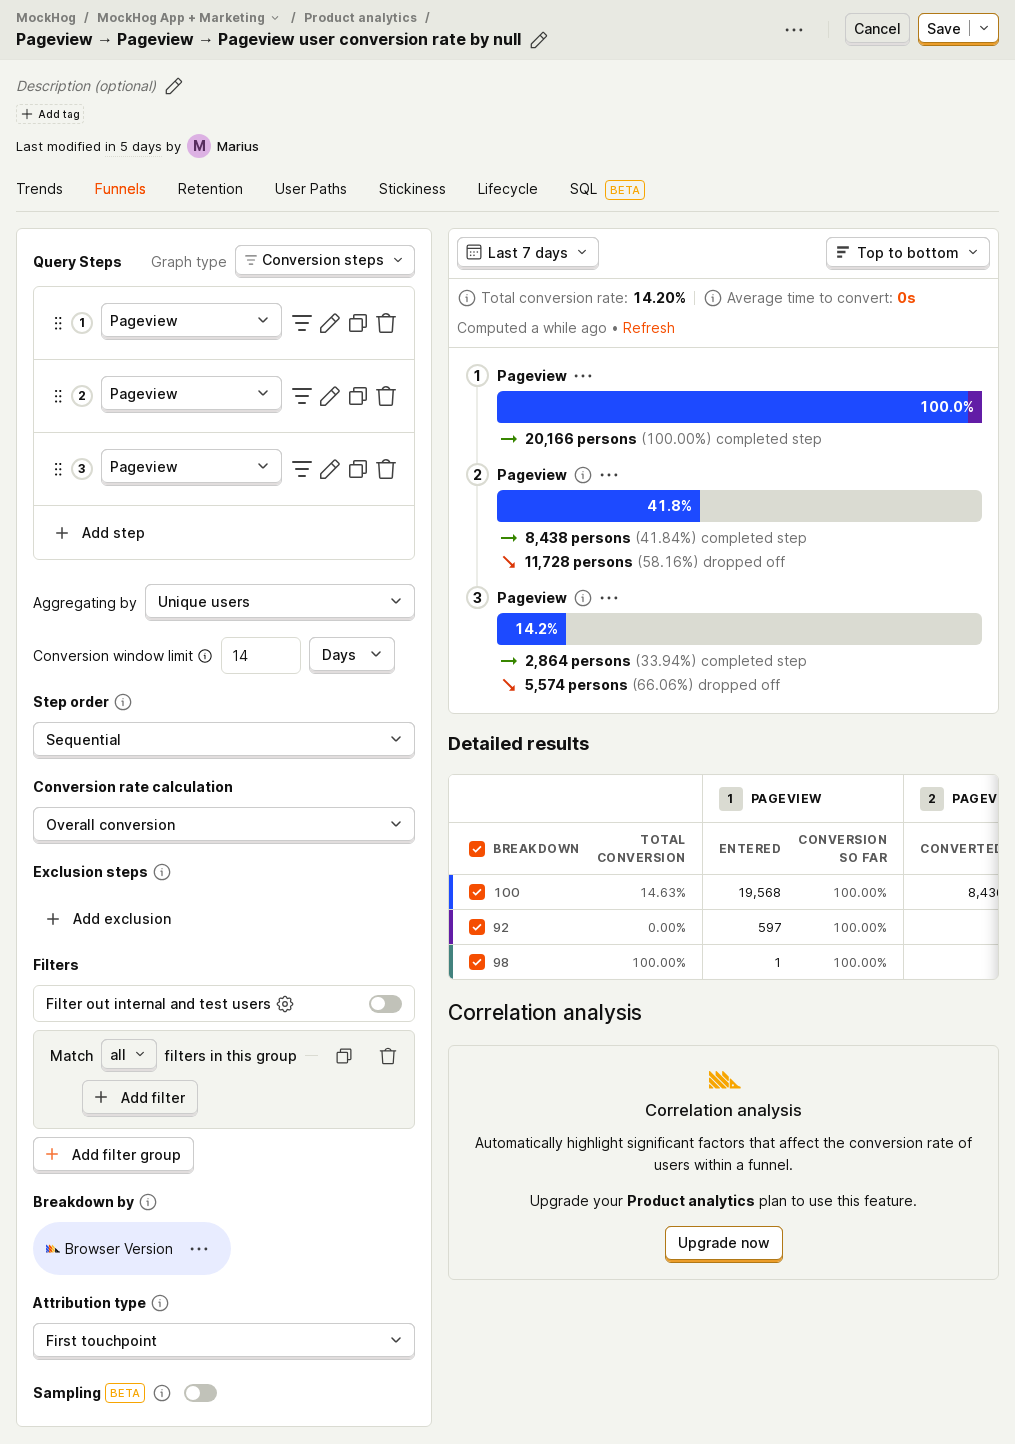 MockHog / MockHog App + Marketing / Product analytics /
Pageview → Pageview → Pageview user conversion rate by null
Cancel
Save
Description (optional)
Add tag
Last modified in 5 days by M Marius
Trends Funnels Retention User Paths Stickiness Lifecycle SQL BETA
Query Steps Graph type Conversion steps
1 Pageview
2 Pageview
3 Pageview
Add step
Aggregating by Unique users
Conversion window limit 14 Days
Step order
Sequential
Conversion rate calculation
Overall conversion
Exclusion steps
Add exclusion
Filters
Filter out internal and test users
Match all filters in this group
Add filter
Add filter group
Breakdown by
Browser Version
Attribution type
First touchpoint
Sampling BETA
Last 7 days Top to bottom
Total conversion rate: 14.20% Average time to convert: 0s
Computed a while ago • Refresh
1 Pageview
100.0%
20,166 persons (100.00%) completed step
2 Pageview
41.8%
8,438 persons (41.84%) completed step
11,728 persons (58.16%) dropped off
3 Pageview
14.2%
2,864 persons (33.94%) completed step
5,574 persons (66.06%) dropped off
Detailed results
1 PAGEVIEW 2 PAGEV
BREAKDOWN TOTAL CONVERSION ENTERED CONVERSION SO FAR CONVERTED
100 14.63% 19,568 100.00%
92 0.00% 597 100.00%
98 100.00% 1 100.00%
Correlation analysis
Correlation analysis
Automatically highlight significant factors that affect the conversion rate of
users within a funnel.
Upgrade your Product analytics plan to use this feature.
Upgrade now